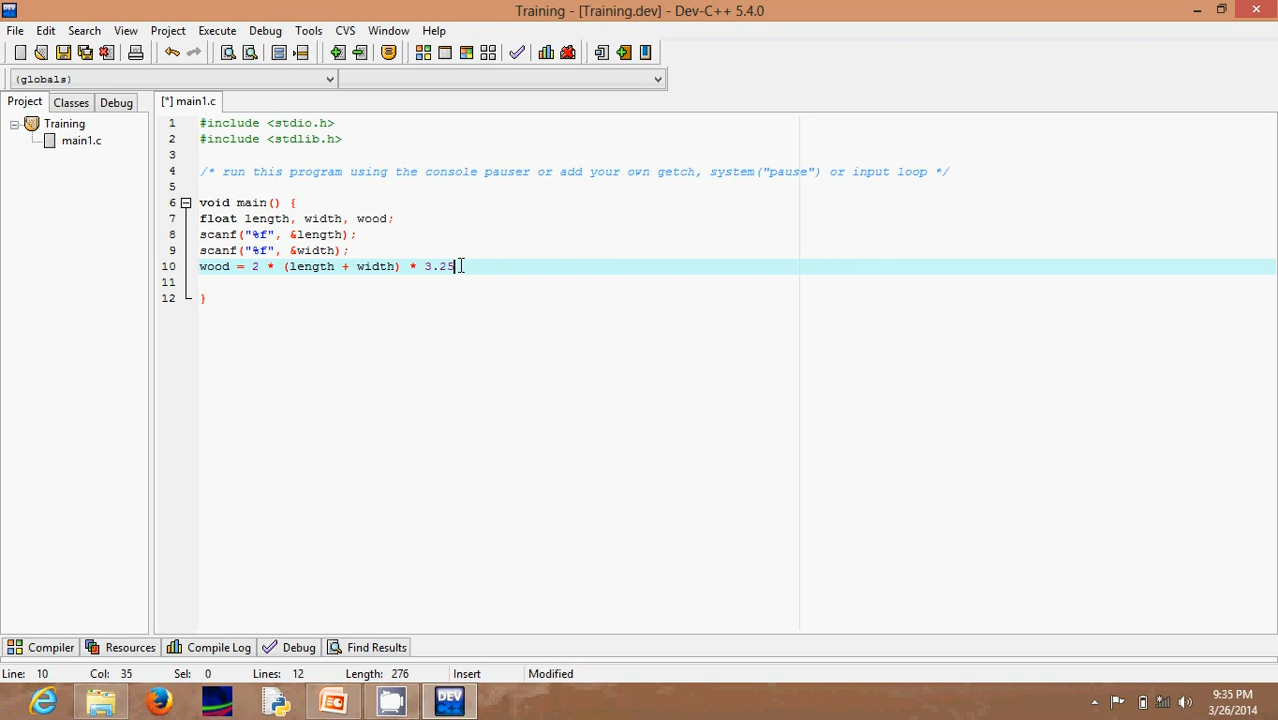 Training - [Training.dev] - Dev-C++ 5.4.0
File Edit Search View Project Execute Debug Tools CVS Window Help
(globals)
Project Classes Debug
[*] main1.c
Training
main1.c
1 #include <stdio.h>
2 #include <stdlib.h>
3
4 /* run this program using the console pauser or add your own getch, system("pause") or input loop */
5
6 void main() {
7 float length, width, wood;
8 scanf("%f", &length);
9 scanf("%f", &width);
10 wood = 2 * (length + width) * 3.25
11
12 }
Compiler Resources Compile Log Debug Find Results
Line: 10 Col: 35 Sel: 0 Lines: 12 Length: 276 Insert Modified
DEV
9:35 PM
3/26/2014